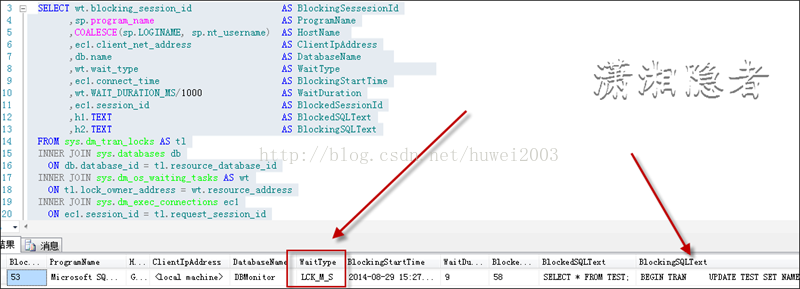 3 SELECT wt.blocking_session_id AS BlockingSessesionId
4 ,sp.program_name AS ProgramName
5 ,COALESCE(sp.LOGINAME, sp.nt_username) AS HostName
6 ,ec1.client_net_address AS ClientIpAddress
7 ,db.name AS DatabaseName
8 ,wt.wait_type AS WaitType
9 ,ec1.connect_time AS BlockingStartTime
10 ,wt.WAIT_DURATION_MS/1000 AS WaitDuration
11 ,ec1.session_id AS BlockedSessionId
12 ,h1.TEXT AS BlockedSQLText
13 ,h2.TEXT AS BlockingSQLText
14 FROM sys.dm_tran_locks AS tl
15 INNER JOIN sys.databases db
16 ON db.database_id = tl.resource_database_id
17 INNER JOIN sys.dm_os_waiting_tasks AS wt
18 ON tl.lock_owner_address = wt.resource_address
19 INNER JOIN sys.dm_exec_connections ec1
20 ON ec1.session_id = tl.request_session_id
潇湘隐者
http://blog.csdn.net/huwei2003
结果 消息
Bloc... ProgramName H... ClientIpAddress DatabaseName WaitType BlockingStartTime WaitDu... Blocke... BlockedSQLText BlockingSQLText
53 Microsoft SQ... G... <local machine> DBMonitor LCK_M_S 2014-08-29 15:27... 9 58 SELECT * FROM TEST; BEGIN TRAN UPDATE TEST SET NAME